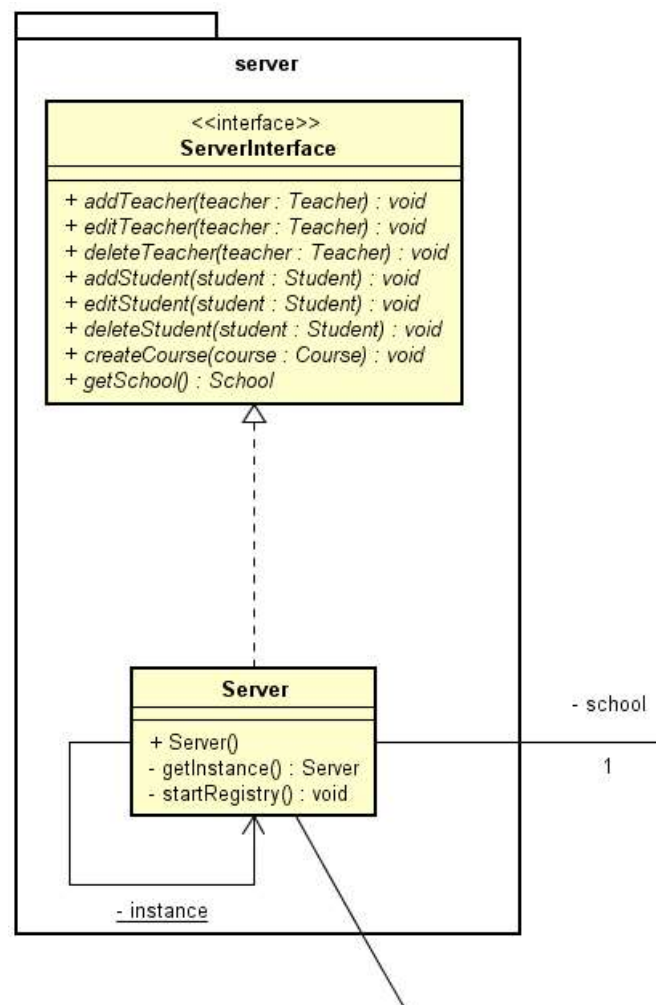 server
<<interface>>
ServerInterface
+ addTeacher(teacher : Teacher) : void
+ editTeacher(teacher : Teacher) : void
+ deleteTeacher(teacher : Teacher) : void
+ addStudent(student : Student) : void
+ editStudent(student : Student) : void
+ deleteStudent(student : Student) : void
+ createCourse(course : Course) : void
+ getSchool() : School
Server
+ Server()
- getInstance() : Server
- startRegistry() : void
- school
1
- instance